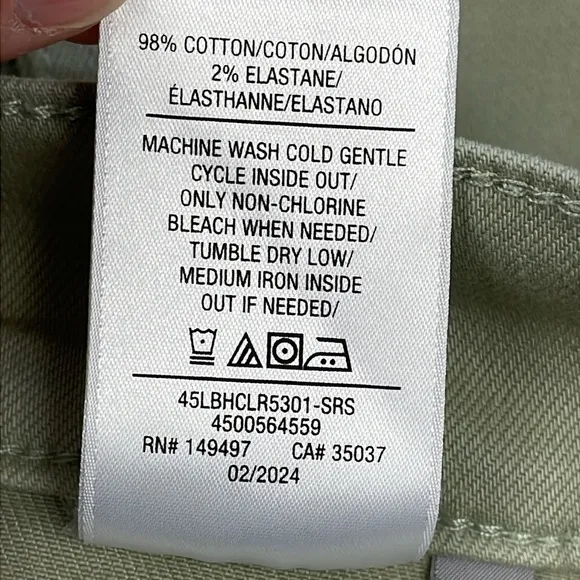 98% COTTON/COTON/ALGODÓN
2% ELASTANE/
ÉLASTHANNE/ELASTANO
MACHINE WASH COLD GENTLE
CYCLE INSIDE OUT/
ONLY NON-CHLORINE
BLEACH WHEN NEEDED/
TUMBLE DRY LOW/
MEDIUM IRON INSIDE
OUT IF NEEDED/
45LBHCLR5301-SRS
4500564559
RN# 149497 CA# 35037
02/2024